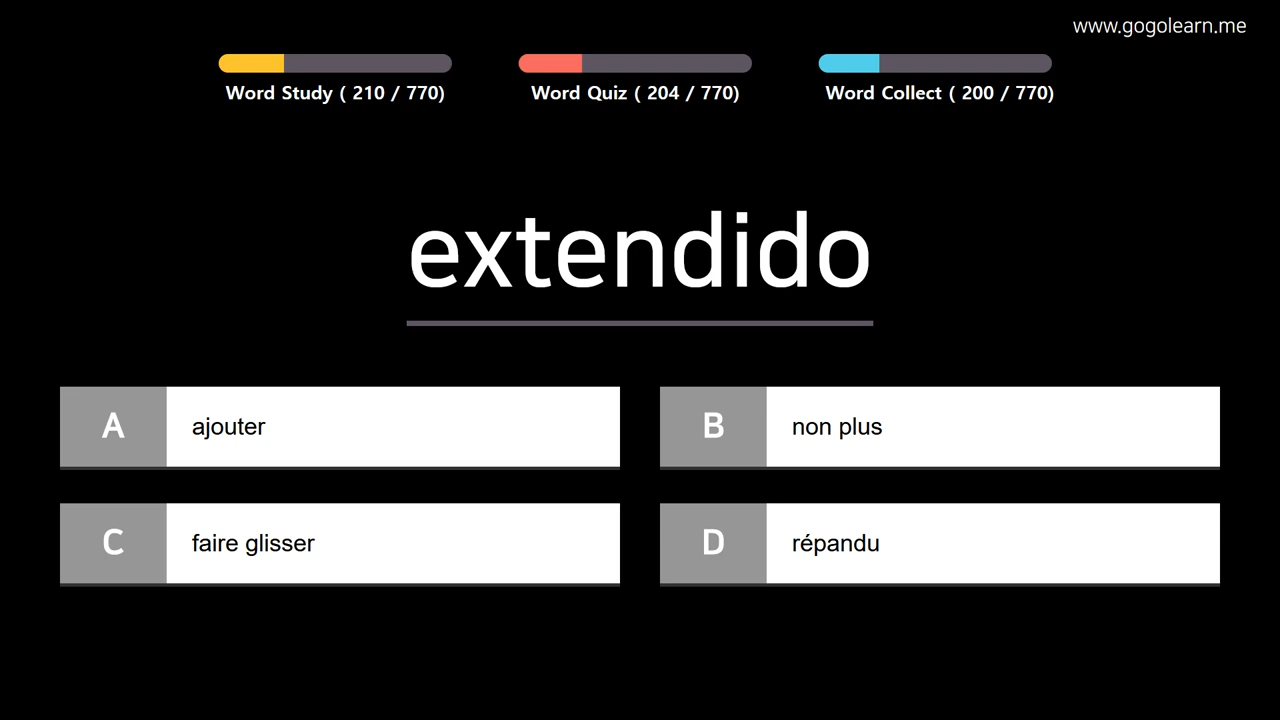 www.gogolearn.me
Word Study ( 210 / 770)
Word Quiz ( 204 / 770)
Word Collect ( 200 / 770)
extendido
A
ajouter
B
non plus
C
faire glisser
D
répandu